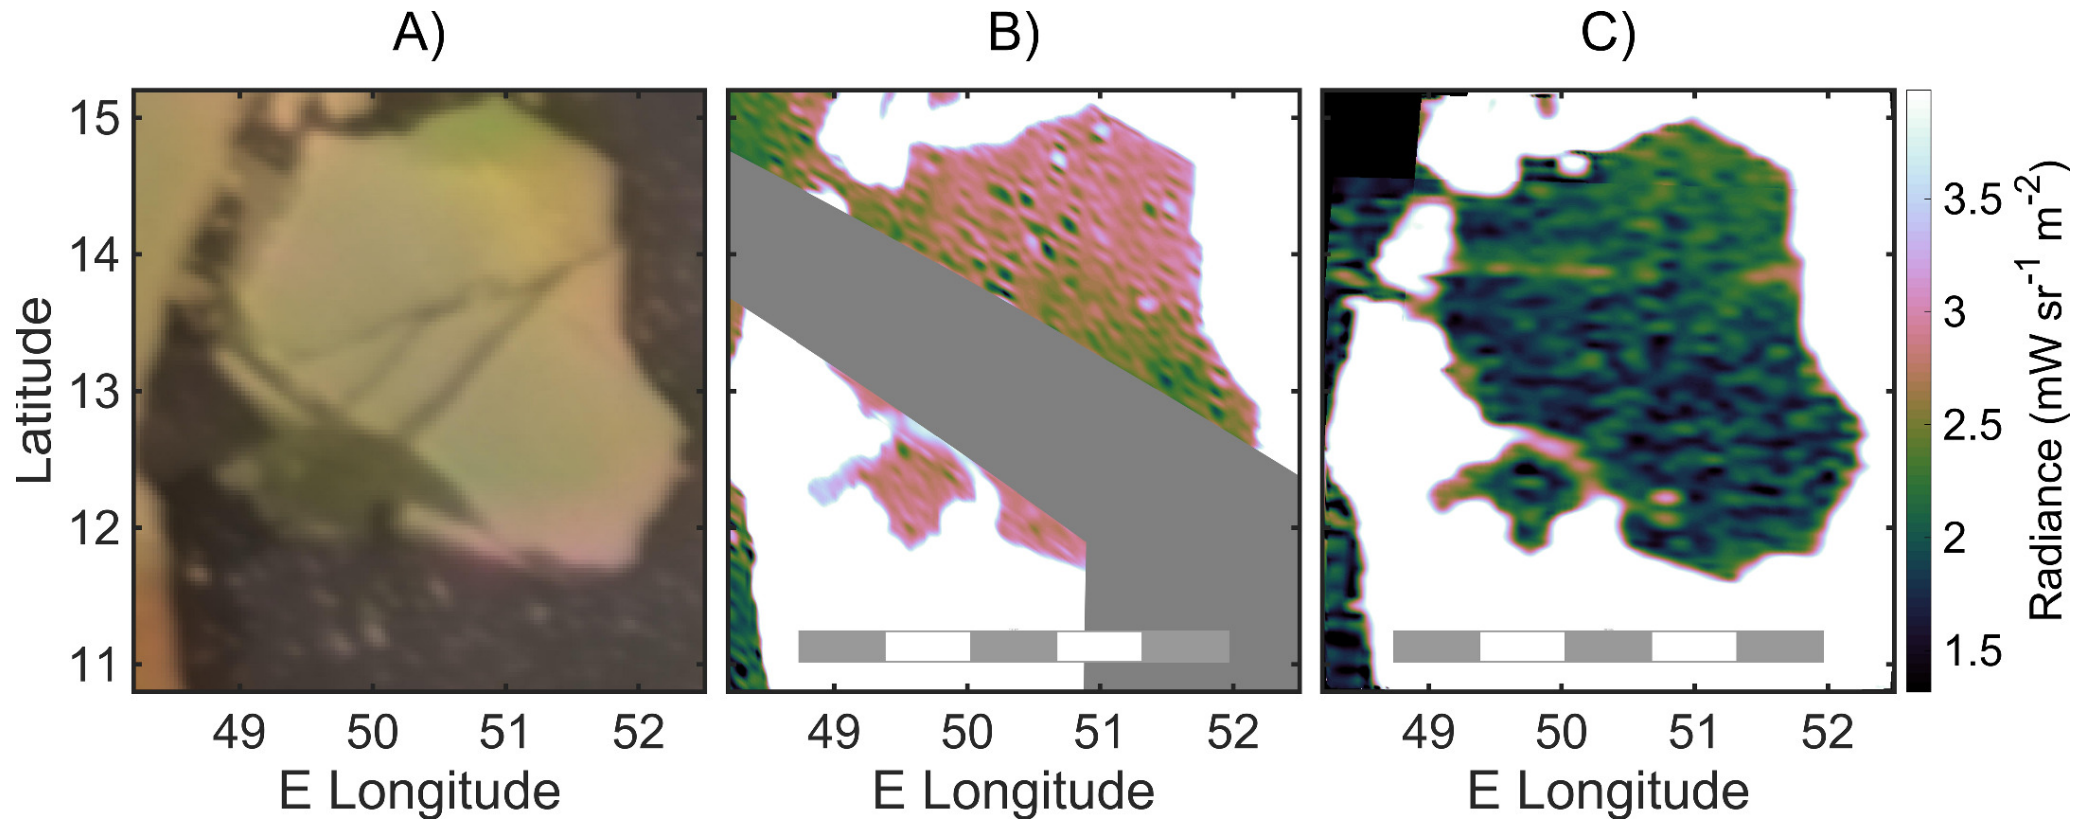 A) B) C)
15
14
13
12
11
Latitude
3.5
3
2.5
2
1.5
Radiance (mW sr-1 m-2)
49 50 51 52 49 50 51 52 49 50 51 52
E Longitude E Longitude E Longitude